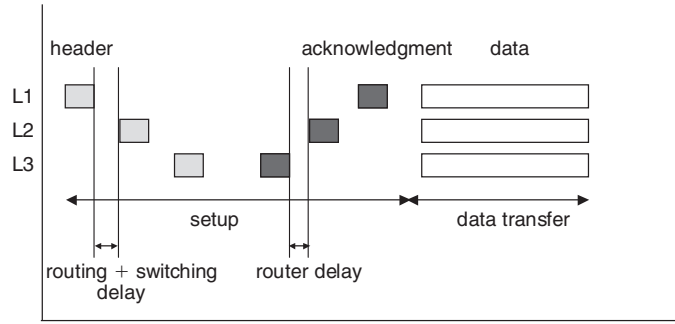 header
acknowledgment
data
L1
L2
L3
setup
data transfer
routing + switching
delay
router delay